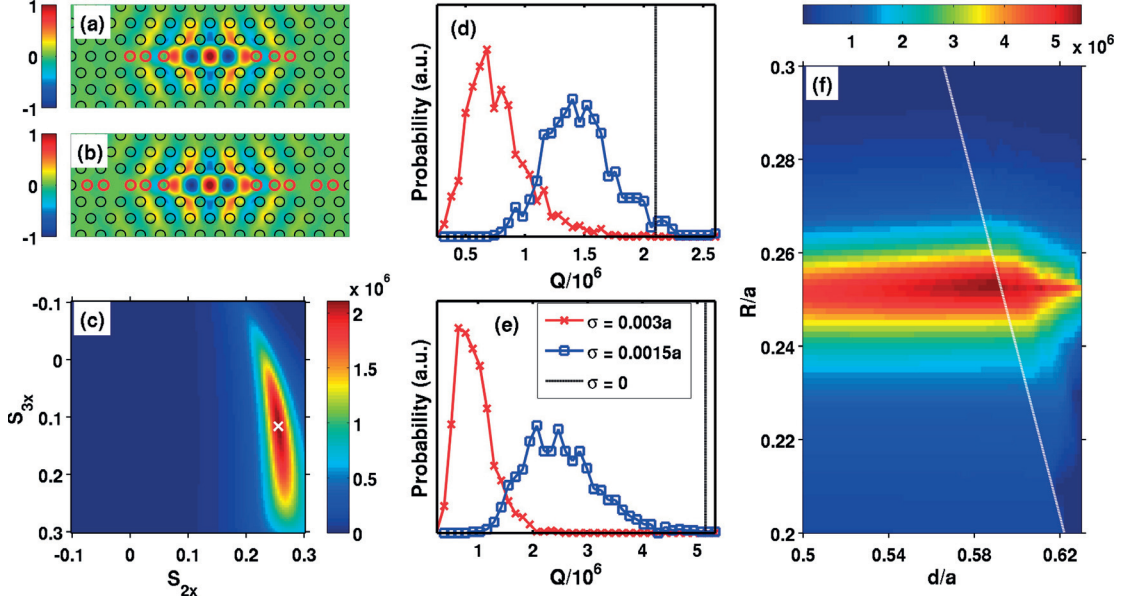 (a)
1
0
-1
(b)
1
0
-1
(c)
x 10^6
-0.1
0
0.1
0.2
0.3
S_3x
-0.1
0
0.1
0.2
0.3
S_2x
2
1.5
1
0.5
0
(d)
Probability (a.u.)
0.5
1
1.5
2
2.5
Q/10^6
(e)
σ = 0.003a
σ = 0.0015a
σ = 0
Probability (a.u.)
1
2
3
4
5
Q/10^6
1
2
3
4
5
x 10^6
(f)
0.3
0.28
0.26
0.24
0.22
0.2
R/a
0.5
0.54
0.58
0.62
d/a